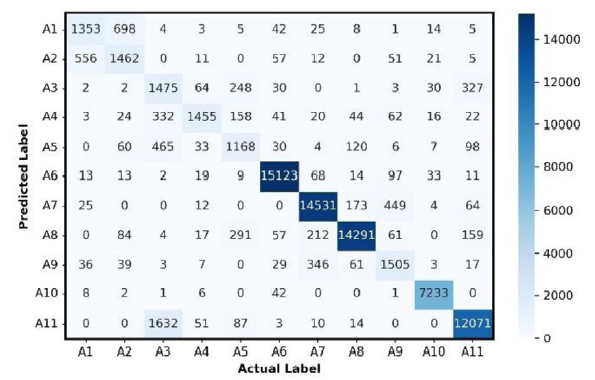 A1 1353 698 4 3 5 42 25 8 1 14 5
A2 556 1462 0 11 0 57 12 0 51 21 5
A3 2 2 1475 64 248 30 0 1 3 30 327
A4 3 24 332 1455 158 41 20 44 62 16 22
A5 0 60 465 33 1168 30 4 120 6 7 98
A6 13 13 2 19 9 15123 68 14 97 33 11
A7 25 0 0 12 0 0 14531 173 449 4 64
A8 0 84 4 17 291 57 212 14291 61 0 159
A9 36 39 3 7 0 29 346 61 1505 3 17
A10 8 2 1 6 0 42 0 0 1 7233 0
A11 0 0 1632 51 87 3 10 14 0 0 12071
A1 A2 A3 A4 A5 A6 A7 A8 A9 A10 A11
Actual Label
Predicted Label
14000
12000
10000
8000
6000
4000
2000
0